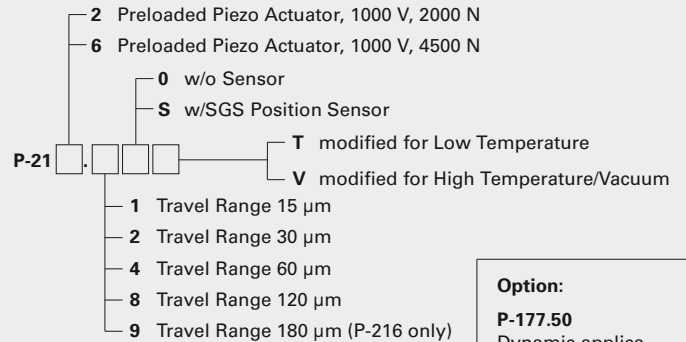 2 Preloaded Piezo Actuator, 1000 V, 2000 N
6 Preloaded Piezo Actuator, 1000 V, 4500 N
0 w/o Sensor
S w/SGS Position Sensor
T modified for Low Temperature
P-21 .
V modified for High Temperature/Vacuum
1 Travel Range 15 µm
2 Travel Range 30 µm
4 Travel Range 60 µm
8 Travel Range 120 µm
9 Travel Range 180 µm (P-216 only)
Option:
P-177.50
Dynamic applica-